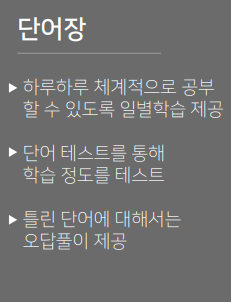 단어장
▶ 하루하루 체계적으로 공부
할 수 있도록 일별학습 제공
▶ 단어 테스트를 통해
학습 정도를 테스트
▶ 틀린 단어에 대해서는
오답풀이 제공